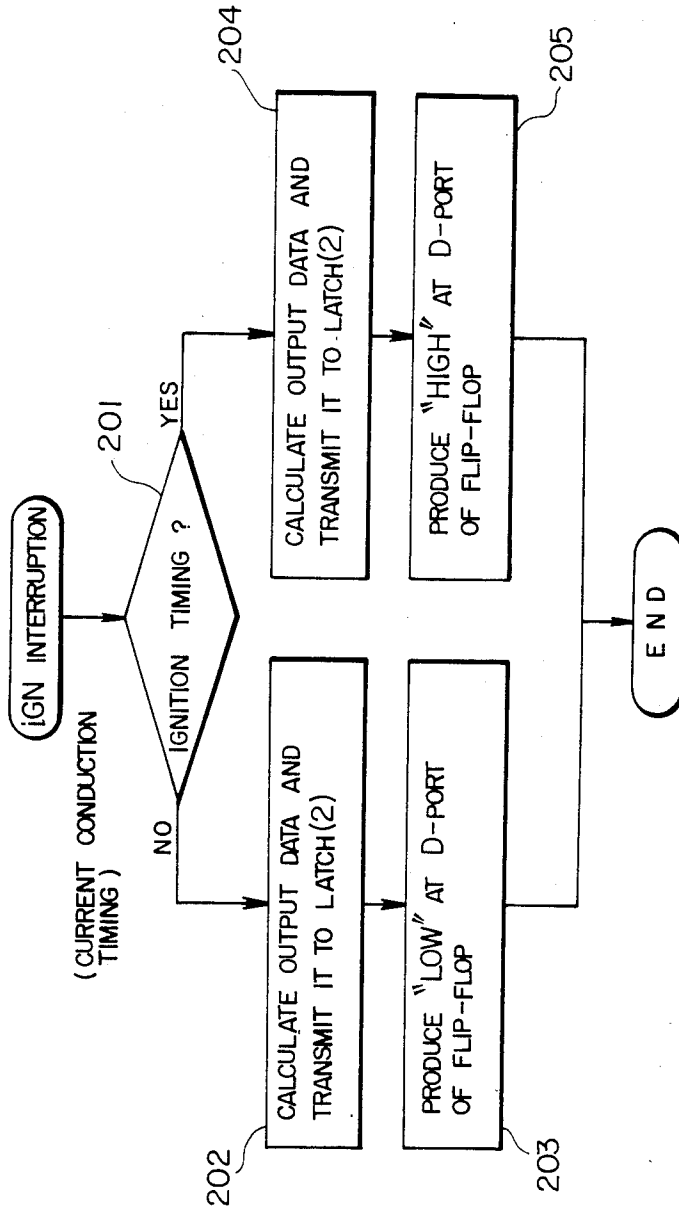 iGN INTERRUPTION
(CURRENT CONDUCTION
TIMING)
201
IGNITION TIMING ?
NO
YES
202
CALCULATE OUTPUT DATA AND
TRANSMIT IT TO LATCH(2)
204
CALCULATE OUTPUT DATA AND
TRANSMIT IT TO LATCH(2)
203
PRODUCE "LOW" AT D-PORT
OF FLIP-FLOP
205
PRODUCE "HIGH" AT D-PORT
OF FLIP-FLOP
END